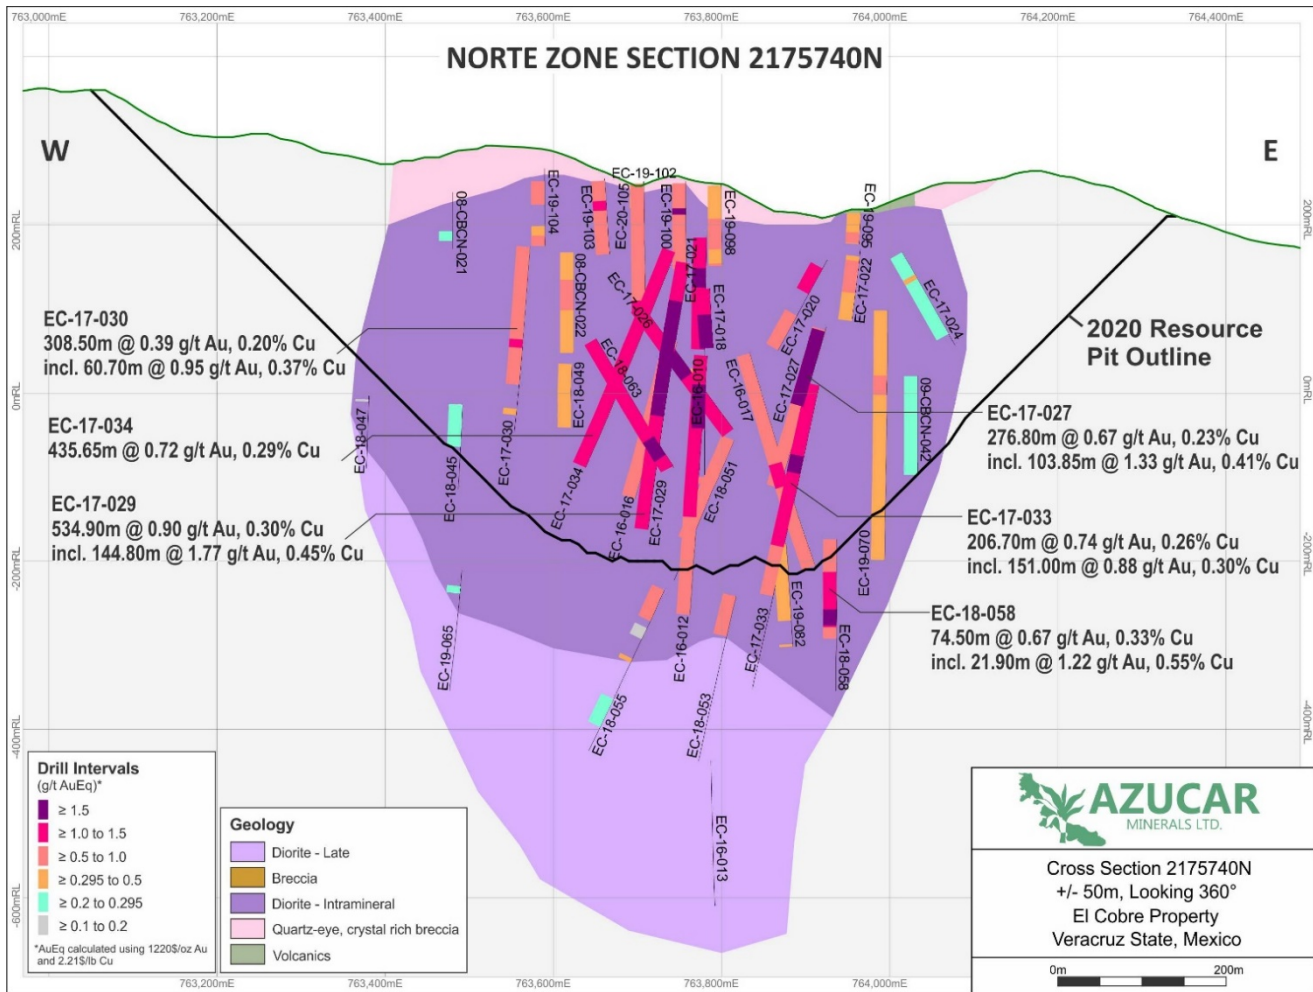 763,000mE
763,200mE
763,400mE
763,600mE
763,800mE
764,000mE
764,200mE
764,400mE
NORTE ZONE SECTION 2175740N
W
E
200mRL
200mRL
0mRL
0mRL
-200mRL
-200mRL
-400mRL
-400mRL
-600mRL
08-CBCN-021
EC-19-104
EC-19-103
EC-20-105
EC-19-102
EC-19-100
EC-19-098
EC-17-021
EC-17-018
EC-17-026
08-CBCN-022
EC-18-049
EC-18-063
EC-16-010
EC-16-017
EC-17-020
EC-17-027
EC-17-022
EC-17-024
09-CBCN-042
EC-18-047
EC-18-045
EC-17-030
EC-17-034
EC-16-016
EC-17-029
EC-18-051
EC-19-070
EC-19-065
EC-18-055
EC-16-012
EC-18-053
EC-17-033
EC-19-082
EC-18-058
EC-16-013
EC-17-030
308.50m @ 0.39 g/t Au, 0.20% Cu
incl. 60.70m @ 0.95 g/t Au, 0.37% Cu
EC-17-034
435.65m @ 0.72 g/t Au, 0.29% Cu
EC-17-029
534.90m @ 0.90 g/t Au, 0.30% Cu
incl. 144.80m @ 1.77 g/t Au, 0.45% Cu
2020 Resource
Pit Outline
EC-17-027
276.80m @ 0.67 g/t Au, 0.23% Cu
incl. 103.85m @ 1.33 g/t Au, 0.41% Cu
EC-17-033
206.70m @ 0.74 g/t Au, 0.26% Cu
incl. 151.00m @ 0.88 g/t Au, 0.30% Cu
EC-18-058
74.50m @ 0.67 g/t Au, 0.33% Cu
incl. 21.90m @ 1.22 g/t Au, 0.55% Cu
Drill Intervals
(g/t AuEq)*
≥ 1.5
≥ 1.0 to 1.5
≥ 0.5 to 1.0
≥ 0.295 to 0.5
≥ 0.2 to 0.295
≥ 0.1 to 0.2
*AuEq calculated using 1220$/oz Au
and 2.21$/lb Cu
Geology
Diorite - Late
Breccia
Diorite - Intramineral
Quartz-eye, crystal rich breccia
Volcanics
AZUCAR
MINERALS LTD.
Cross Section 2175740N
+/- 50m, Looking 360°
El Cobre Property
Veracruz State, Mexico
0m
200m
763,200mE
763,400mE
763,600mE
763,800mE
764,000mE